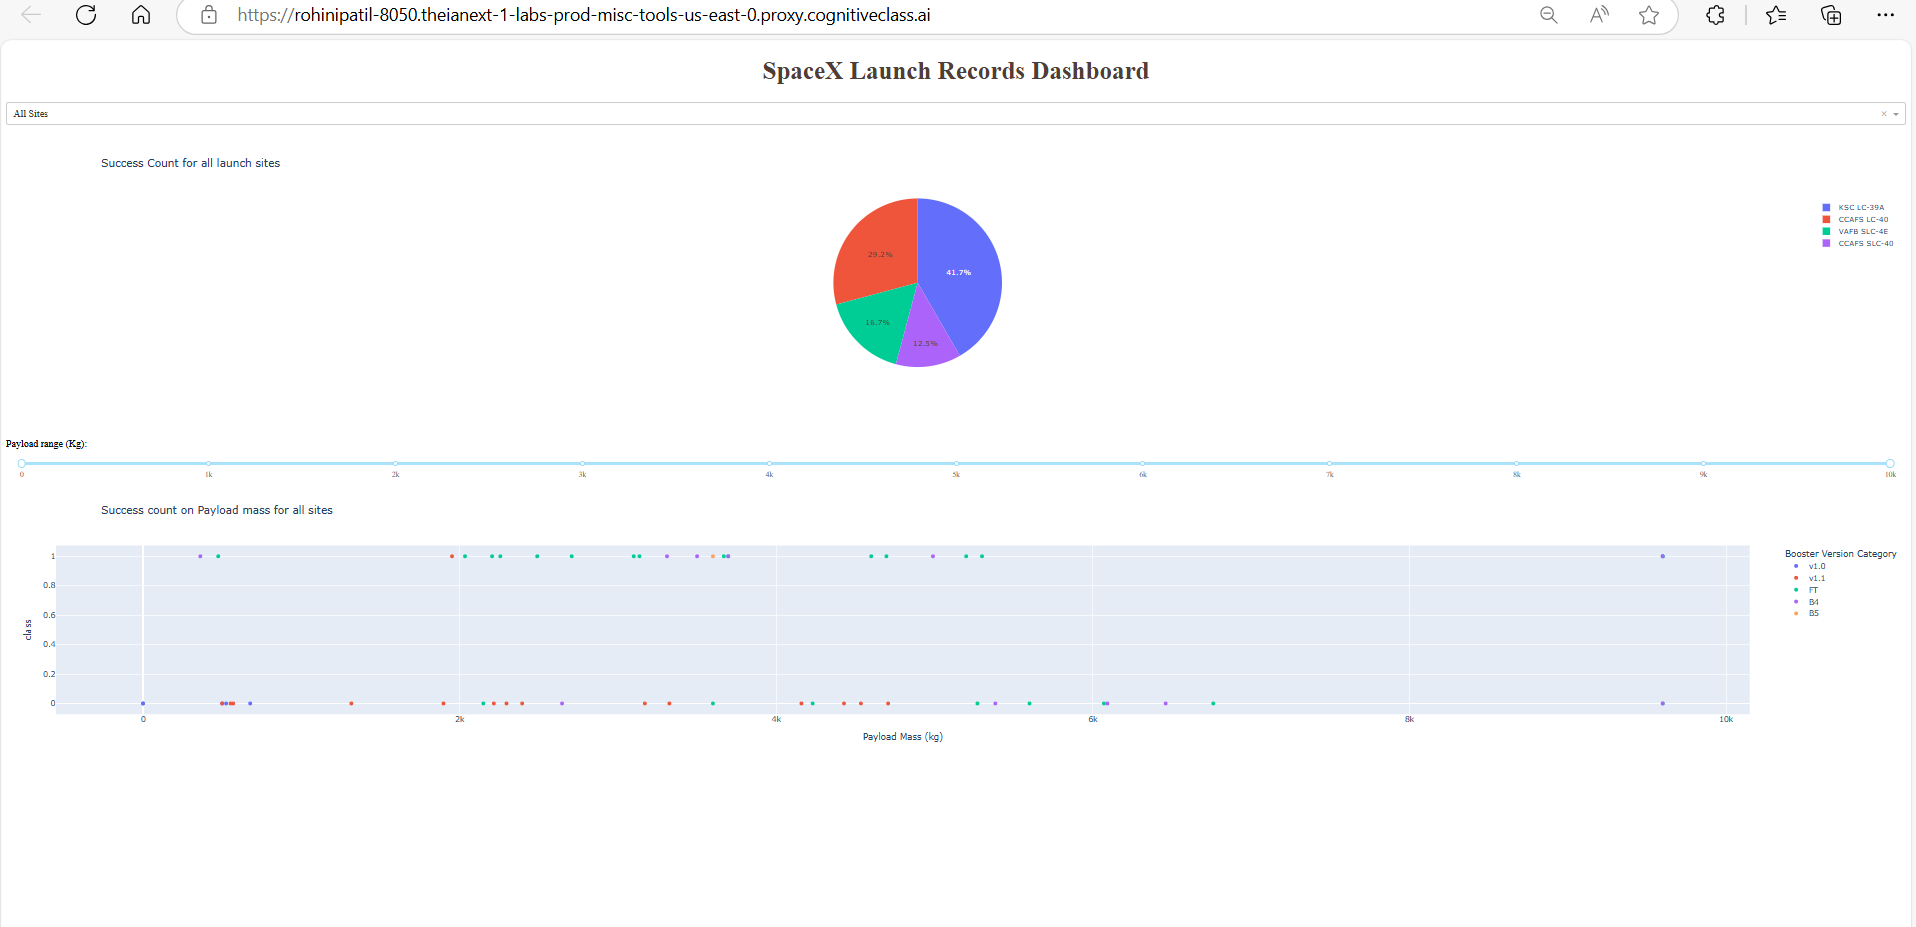 https://rohinipatil-8050.theianext-1-labs-prod-misc-tools-us-east-0.proxy.cognitiveclass.ai
SpaceX Launch Records Dashboard
All Sites
Success Count for all launch sites
KSC LC-39A
CCAFS LC-40
VAFB SLC-4E
CCAFS SLC-40
29.2%
41.7%
16.7%
12.5%
Payload range (Kg):
0 1k 2k 3k 4k 5k 6k 7k 8k 9k 10k
Success count on Payload mass for all sites
Booster Version Category
v1.0
v1.1
FT
B4
B5
class
1
0.8
0.6
0.4
0.2
0
0 2k 4k 6k 8k 10k
Payload Mass (kg)